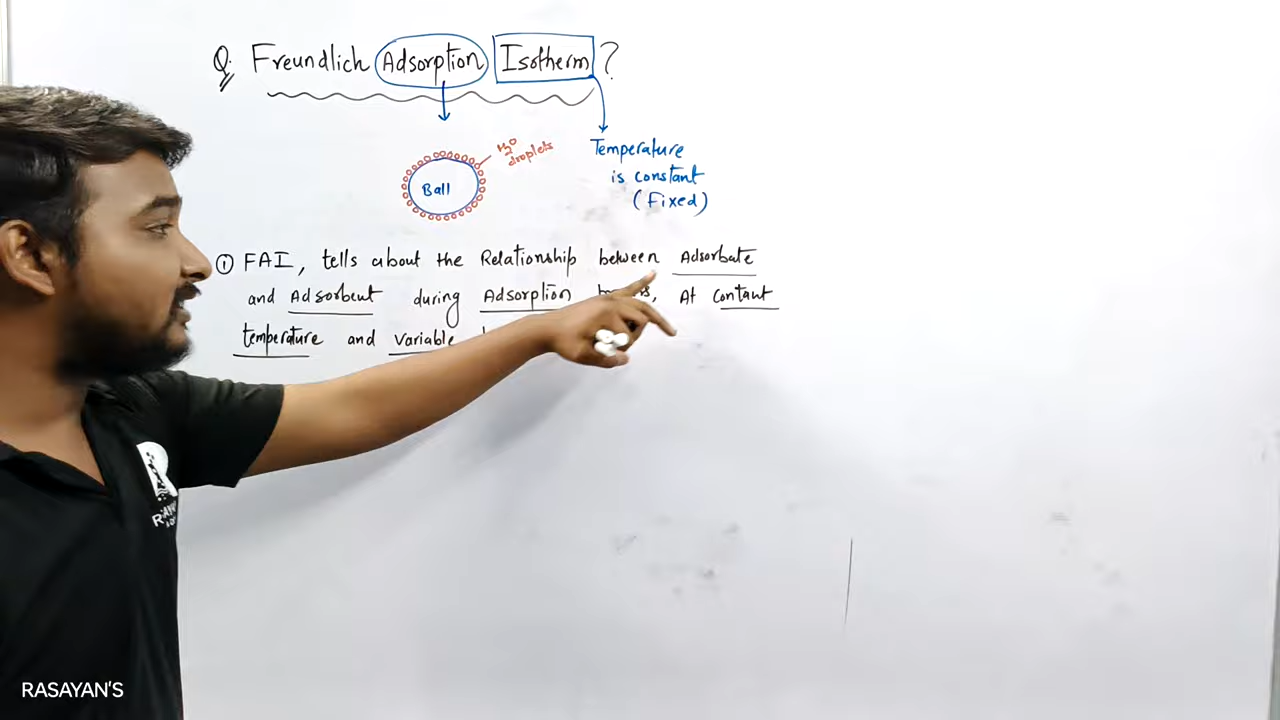 Q. Freundlich Adsorption Isotherm ?
H2O droplets
Ball
Temperature
is constant
(Fixed)
① FAI, tells about the Relationship between Adsorbate
and Adsorbent during Adsorption At contant
temperature and variable
R
RASAYAN'S